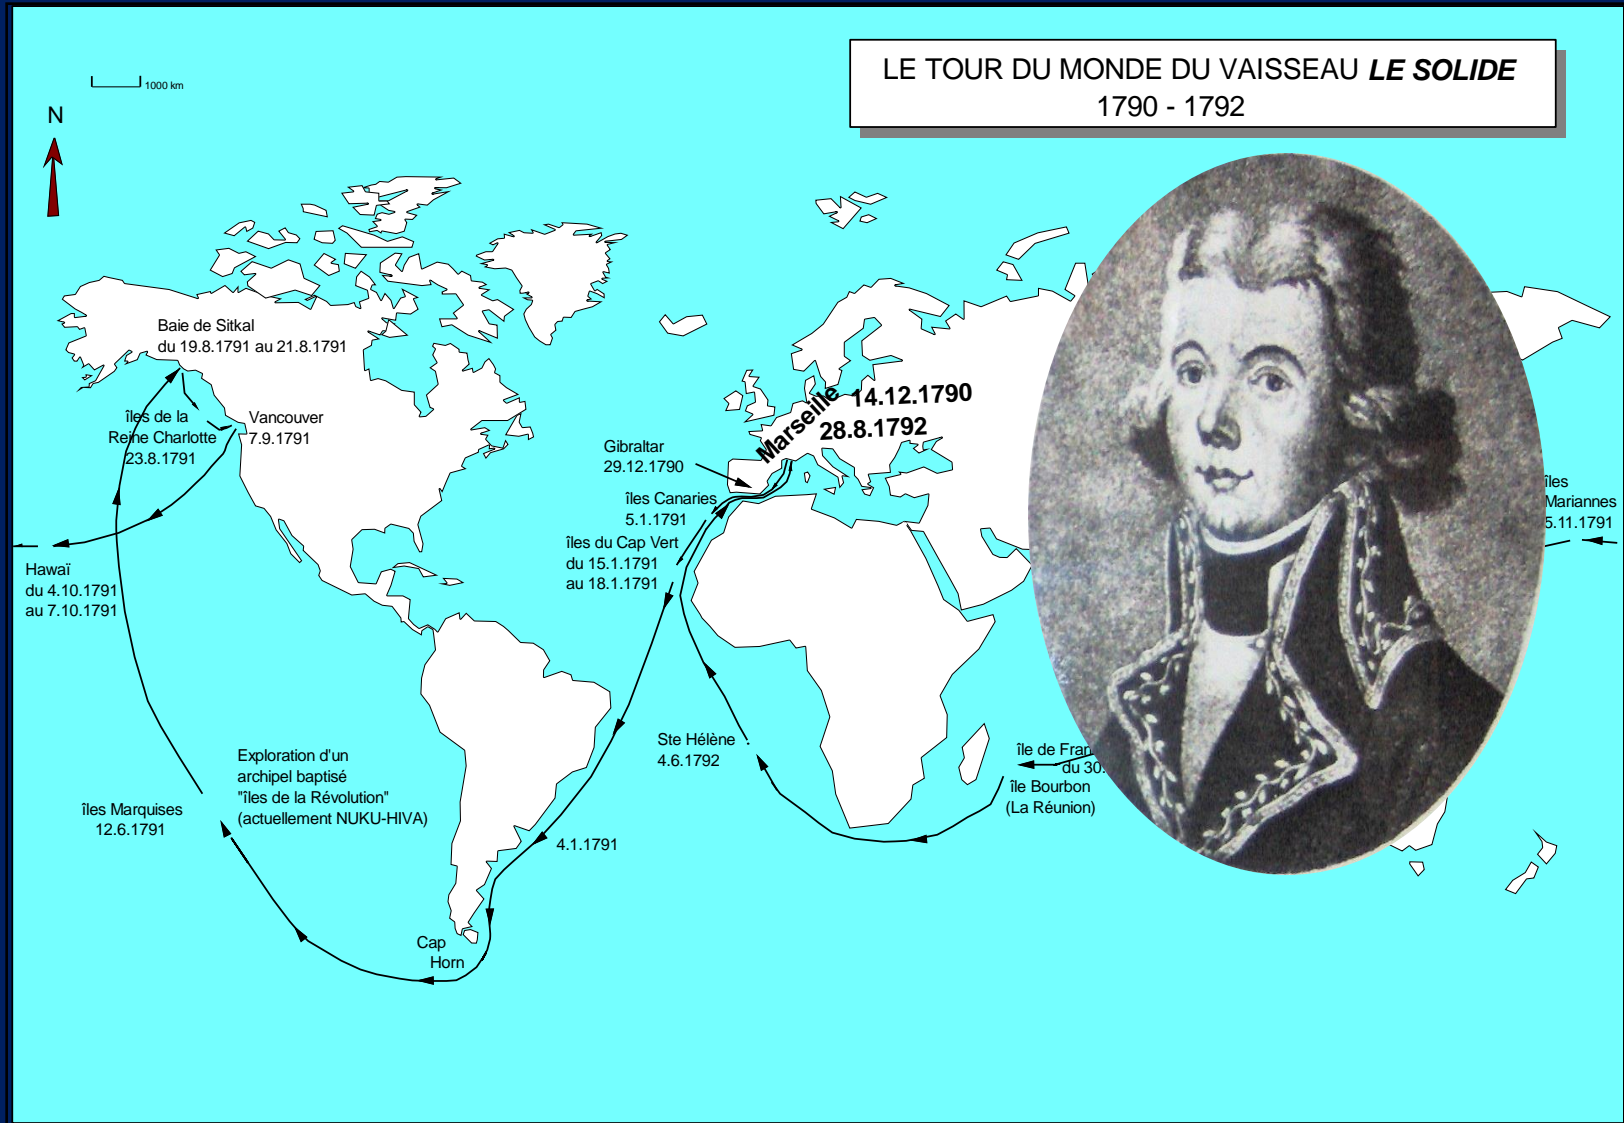 LE TOUR DU MONDE DU VAISSEAU LE SOLIDE
1790 - 1792
1000 km
N
Baie de Sitkal
du 19.8.1791 au 21.8.1791
îles de la
Reine Charlotte
23.8.1791
Vancouver
7.9.1791
Marseille 14.12.1790
28.8.1792
Gibraltar
29.12.1790
îles Canaries
5.1.1791
îles du Cap Vert
du 15.1.1791
au 18.1.1791
îles
Mariannes
5.11.1791
Hawaï
du 4.10.1791
au 7.10.1791
Ste Hélène
4.6.1792
île de Fran
du 30.
île Bourbon
(La Réunion)
Exploration d'un
archipel baptisé
"îles de la Révolution"
(actuellement NUKU-HIVA)
îles Marquises
12.6.1791
4.1.1791
Cap
Horn